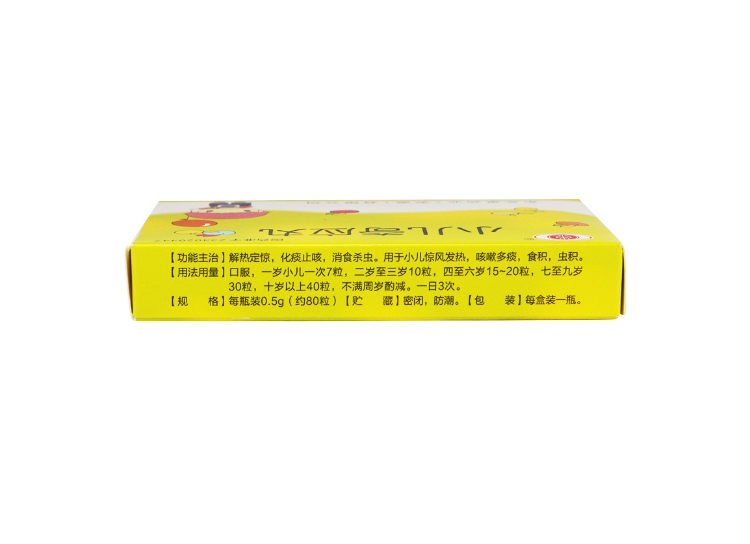 小儿奇应丸
【功能主治】解热定惊，化痰止咳，消食杀虫。用于小儿惊风发热，咳嗽多痰，食积，虫积。
【用法用量】口服，一岁小儿一次7粒，二岁至三岁10粒，四至六岁15~20粒，七至九岁
30粒，十岁以上40粒，不满周岁酌减。一日3次。
【规　　格】每瓶装0.5g（约80粒）【贮　　藏】密闭，防潮。【包　　装】每盒装一瓶。